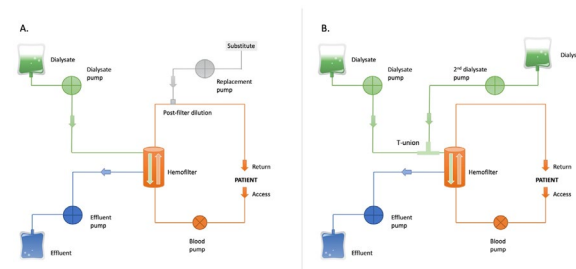 A.
Dialysate
Dialysate
pump
Substitute
Replacement
pump
Post-filter dilution
Hemofilter
Return
PATIENT
Access
Effluent
pump
Blood
pump
Effluent
B.
Dialysate
Dialysate
pump
2nd dialysate
pump
Dialys
T-union
Hemofilter
Return
PATIENT
Access
Effluent
pump
Blood
pump
Effluent